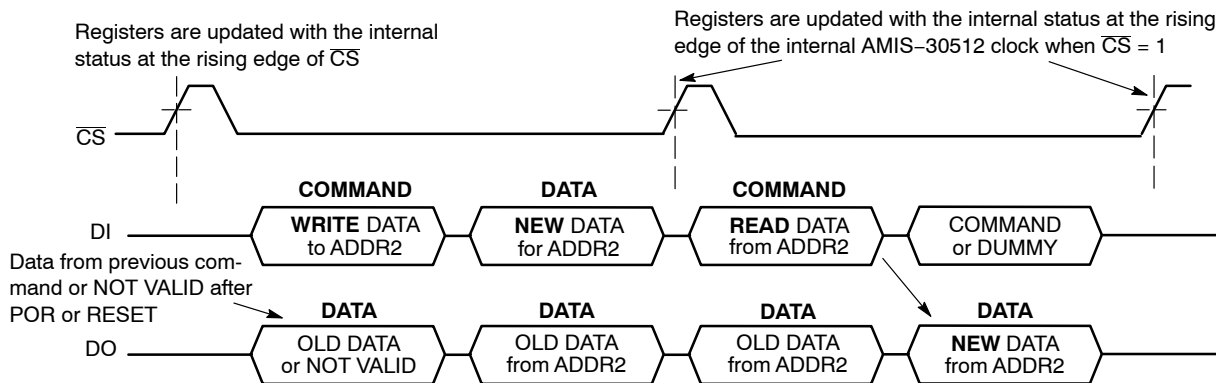 Registers are updated with the internal
status at the rising edge of CS
Registers are updated with the internal status at the rising
edge of the internal AMIS−30512 clock when CS = 1
CS
COMMAND
DATA
COMMAND
DI
WRITE DATA
to ADDR2
NEW DATA
for ADDR2
READ DATA
from ADDR2
COMMAND
or DUMMY
Data from previous com-
mand or NOT VALID after
POR or RESET
DATA
DATA
DATA
DATA
DO
OLD DATA
or NOT VALID
OLD DATA
from ADDR2
OLD DATA
from ADDR2
NEW DATA
from ADDR2